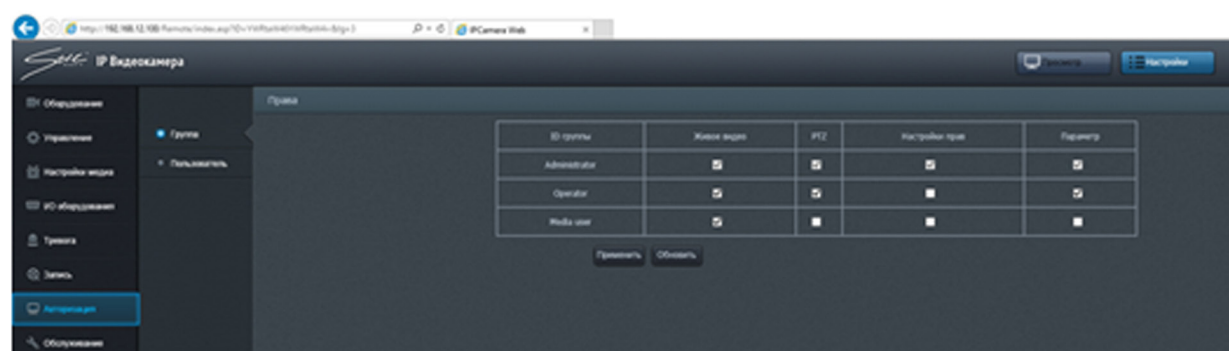 IPCamera Web
IP Видеокамера
Просмотр
Настройки
Оборудование
Управление
Настройки медиа
I/O оборудования
Тревога
Запись
Авторизация
Обслуживание
Группа
Пользователь
Права
ID группы Живое видео PTZ Настройки прав Параметр
Administrator
Operator
Media user
Применить Обновить